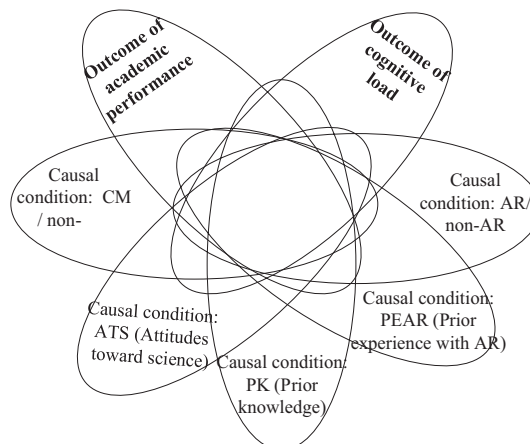 Outcome of
academic
performance
Outcome of
cognitive
load
Causal
condition: CM
/ non-
Causal
condition: AR/
non-AR
Causal condition:
ATS (Attitudes
toward science)
Causal condition:
PK (Prior
knowledge)
Causal condition:
PEAR (Prior
experience with AR)